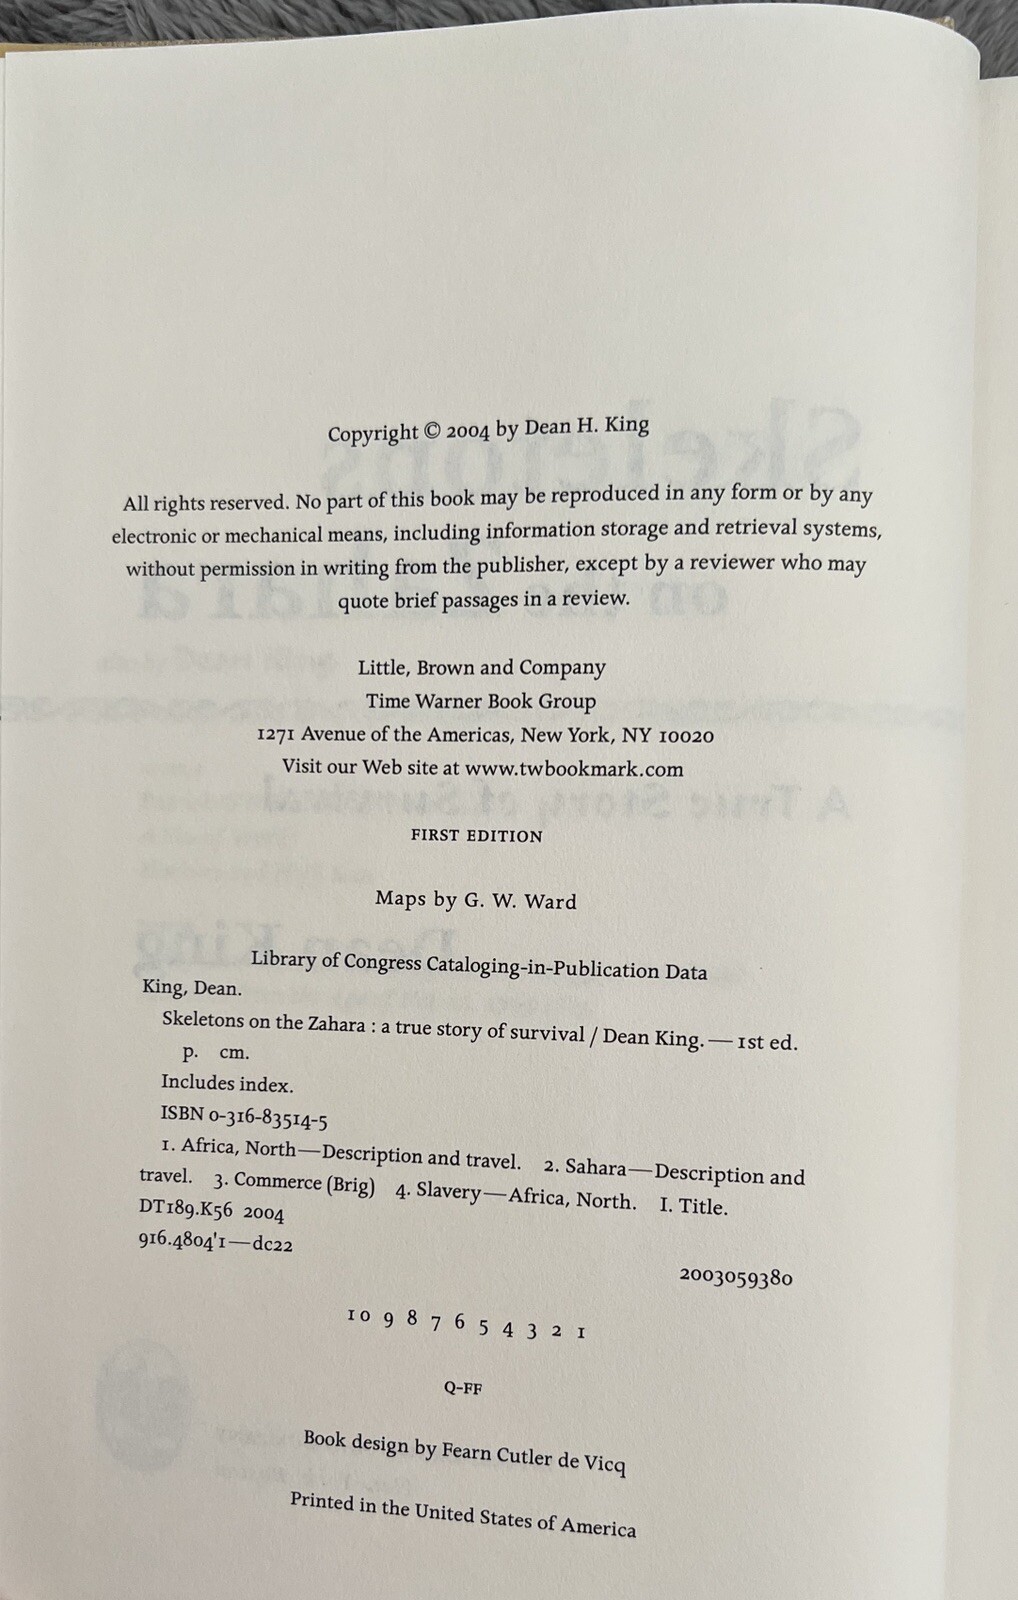 Copyright © 2004 by Dean H. King
All rights reserved. No part of this book may be reproduced in any form or by any
electronic or mechanical means, including information storage and retrieval systems,
without permission in writing from the publisher, except by a reviewer who may
quote brief passages in a review.
Little, Brown and Company
Time Warner Book Group
1271 Avenue of the Americas, New York, NY 10020
Visit our Web site at www.twbookmark.com
FIRST EDITION
Maps by G. W. Ward
Library of Congress Cataloging-in-Publication Data
King, Dean.
Skeletons on the Zahara : a true story of survival / Dean King. — 1st ed.
p. cm.
Includes index.
ISBN 0-316-83514-5
1. Africa, North—Description and travel. 2. Sahara—Description and
travel. 3. Commerce (Brig) 4. Slavery—Africa, North. I. Title.
DT189.K56 2004
916.4804'1—dc22
2003059380
10 9 8 7 6 5 4 3 2 1
Q-FF
Book design by Fearn Cutler de Vicq
Printed in the United States of America